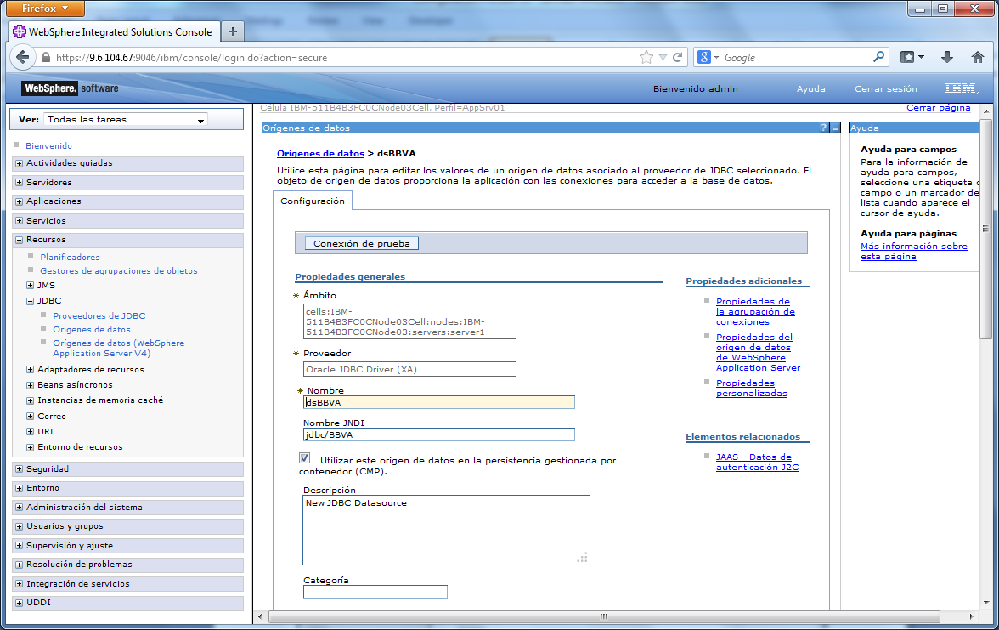 Firefox
WebSphere Integrated Solutions Console
https://9.6.104.67:9046/ibm/console/login.do?action=secure
Google
WebSphere. software
Bienvenido admin
Ayuda
Cerrar sesión
IBM.
Ver: Todas las tareas
Bienvenido
Actividades guiadas
Servidores
Aplicaciones
Servicios
Recursos
Planificadores
Gestores de agrupaciones de objetos
JMS
JDBC
Proveedores de JDBC
Orígenes de datos
Orígenes de datos (WebSphere
Application Server V4)
Adaptadores de recursos
Beans asíncronos
Instancias de memoria caché
Correo
URL
Entorno de recursos
Seguridad
Entorno
Administración del sistema
Usuarios y grupos
Supervisión y ajuste
Resolución de problemas
Integración de servicios
UDDI
Célula IBM-511B4B3FC0CNode03Cell, Perfil=AppSrv01
Cerrar página
Orígenes de datos
?
Orígenes de datos > dsBBVA
Utilice esta página para editar los valores de un origen de datos asociado al proveedor de JDBC seleccionado. El
objeto de origen de datos proporciona la aplicación con las conexiones para acceder a la base de datos.
Configuración
Conexión de prueba
Propiedades generales
Ámbito
cells:IBM-
511B4B3FC0CNode03Cell:nodes:IBM-
511B4B3FC0CNode03:servers:server1
Proveedor
Oracle JDBC Driver (XA)
Nombre
dsBBVA
Nombre JNDI
jdbc/BBVA
Utilizar este origen de datos en la persistencia gestionada por
contenedor (CMP).
Descripción
New JDBC Datasource
Categoría
Propiedades adicionales
Propiedades de
la agrupación de
conexiones
Propiedades del
origen de datos
de WebSphere
Application Server
Propiedades
personalizadas
Elementos relacionados
JAAS - Datos de
autenticación J2C
Ayuda
Ayuda para campos
Para la información de
ayuda para campos,
seleccione una etiqueta
campo o un marcador de
lista cuando aparece el
cursor de ayuda.
Ayuda para páginas
Más información sobre
esta página